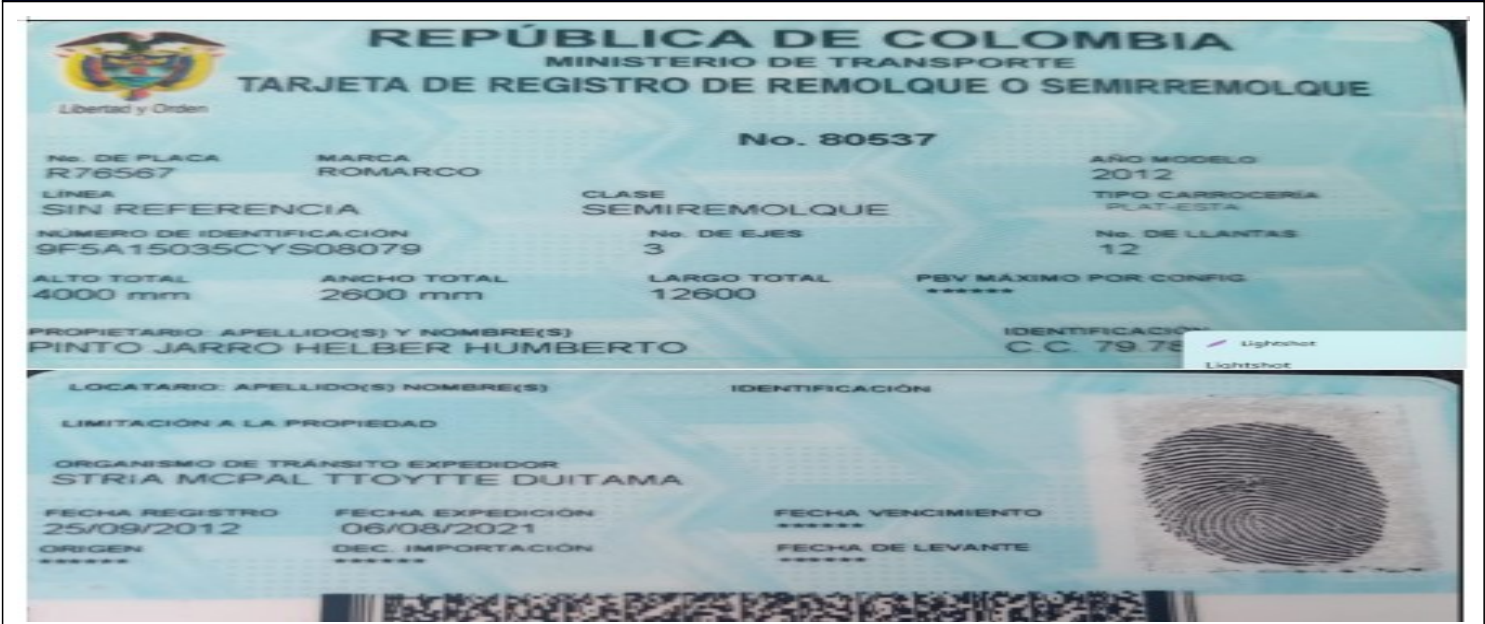 REPÚBLICA DE COLOMBIA
MINISTERIO DE TRANSPORTE
TARJETA DE REGISTRO DE REMOLQUE O SEMIRREMOLQUE
Libertad y Orden
No. 80537
No. DE PLACA MARCA AÑO MODELO
R76567 ROMARCO 2012
LÍNEA CLASE TIPO CARROCERÍA
SIN REFERENCIA SEMIREMOLQUE PLAT-ESTA
NÚMERO DE IDENTIFICACIÓN No. DE EJES No. DE LLANTAS
9F5A15035CYS08079 3 12
ALTO TOTAL ANCHO TOTAL LARGO TOTAL PBV MÁXIMO POR CONFIG
4000 mm 2600 mm 12600 ******
PROPIETARIO: APELLIDO(S) Y NOMBRE(S) IDENTIFICACIÓN
PINTO JARRO HELBER HUMBERTO C.C. 79.78
Lightshot
Lightshot
LOCATARIO: APELLIDO(S) NOMBRE(S) IDENTIFICACIÓN
LIMITACIÓN A LA PROPIEDAD
ORGANISMO DE TRÁNSITO EXPEDIDOR
STRIA MCPAL TTOYTTE DUITAMA
FECHA REGISTRO FECHA EXPEDICIÓN FECHA VENCIMIENTO
25/09/2012 06/08/2021 ******
ORIGEN DEC. IMPORTACIÓN FECHA DE LEVANTE
****** ****** ******